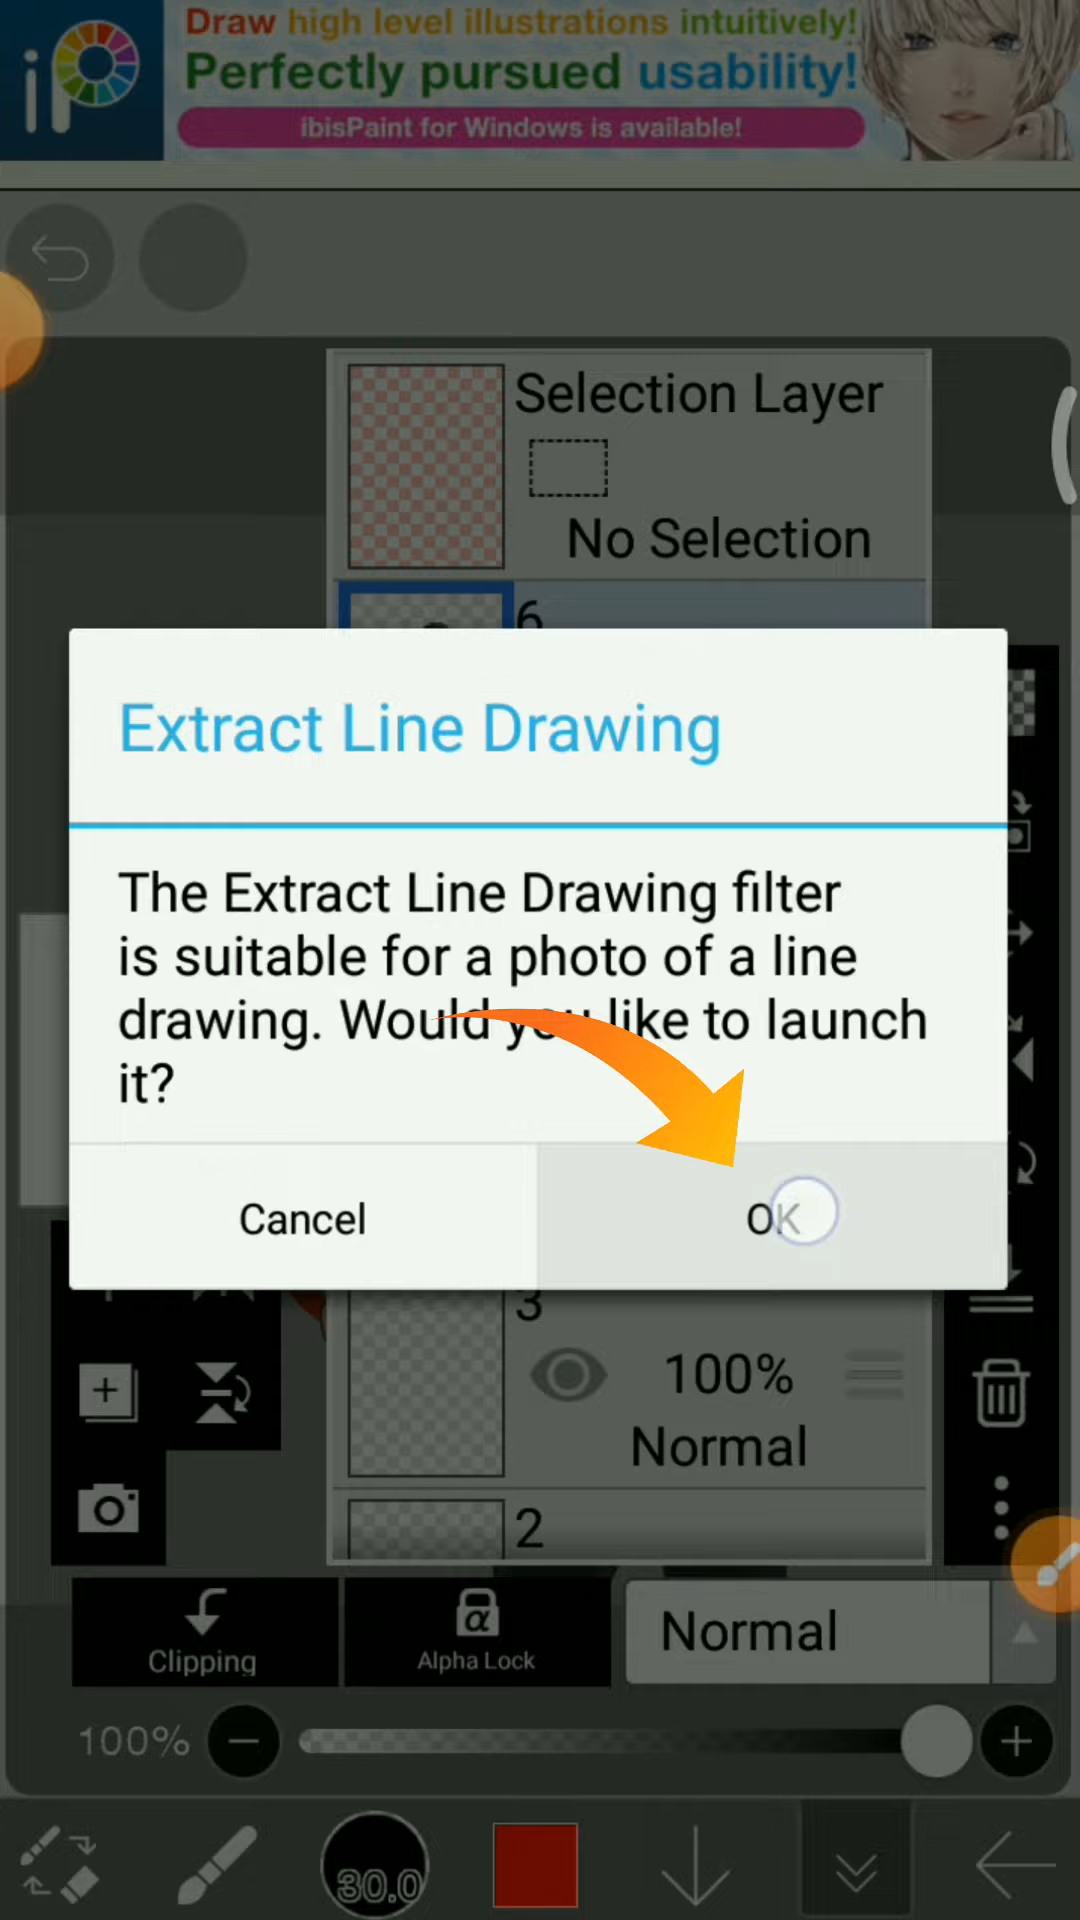 iP
Draw high level illustrations intuitively!
Perfectly pursued usability!
ibisPaint for Windows is available!
Selection Layer
No Selection
6
Extract Line Drawing
The Extract Line Drawing filter
is suitable for a photo of a line
drawing. Would you like to launch
it?
Cancel
OK
3
100%
Normal
2
Clipping
α
Alpha Lock
Normal
100%
30.0